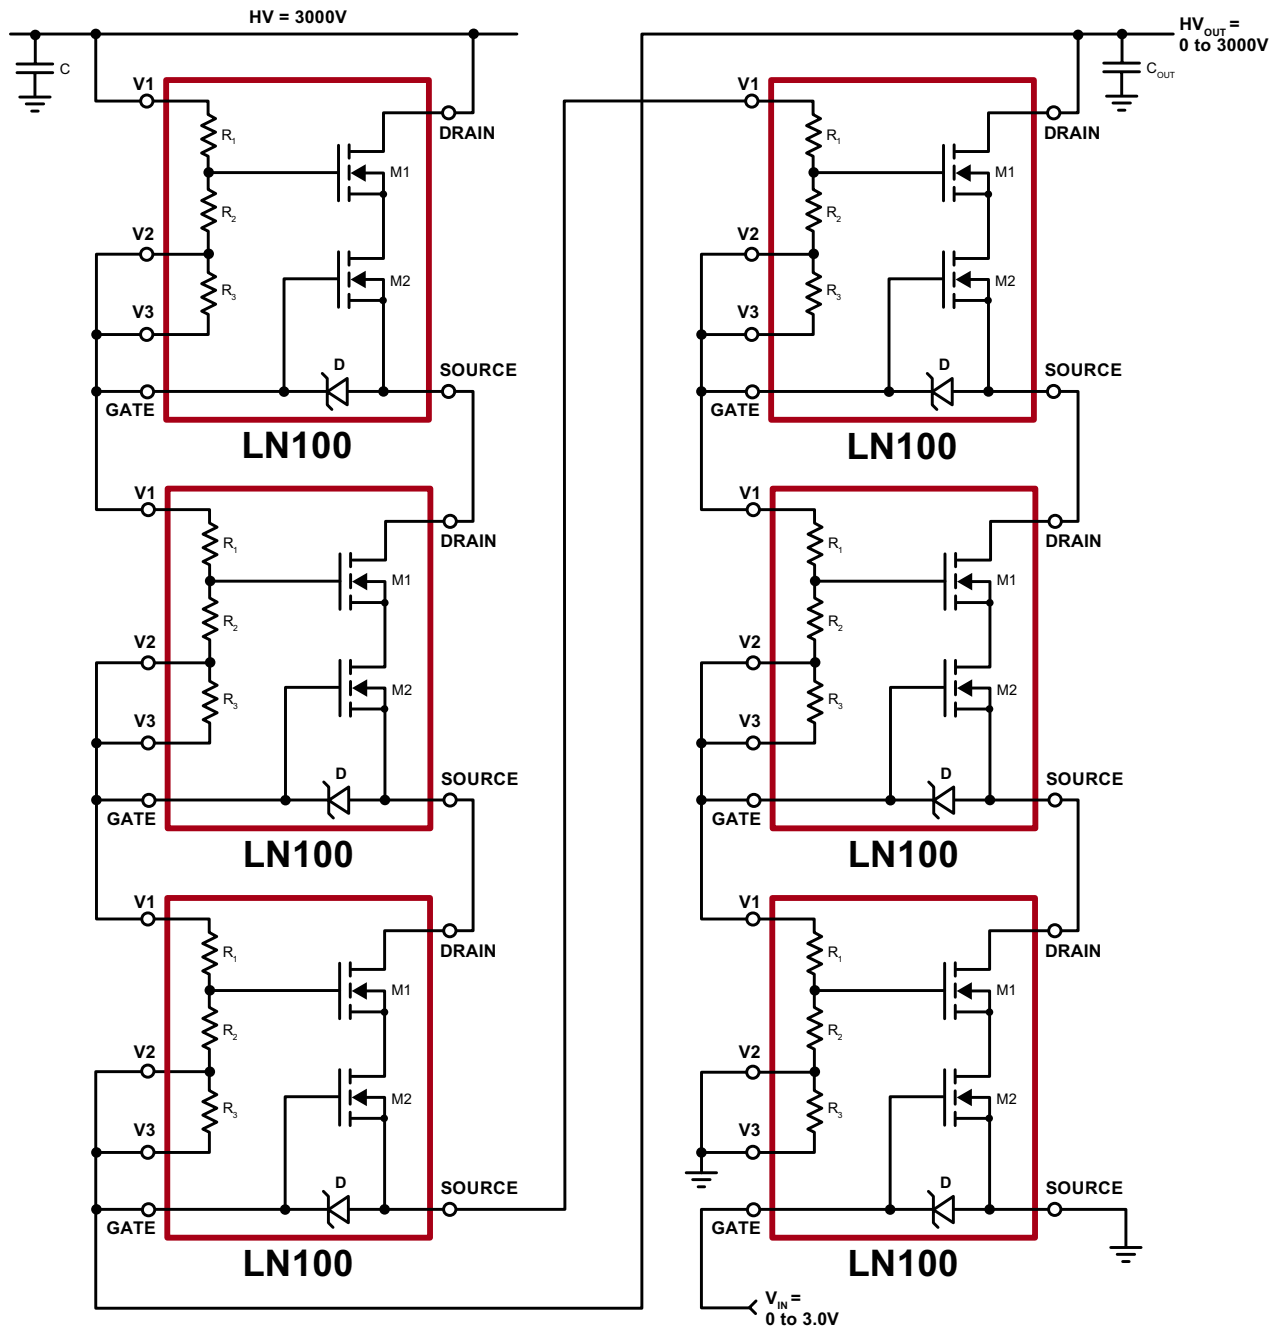 HV = 3000V
C
V1
R1
M1
DRAIN
V2
R2
M2
R3
V3
D
SOURCE
GATE
LN100
V1
R1
M1
DRAIN
V2
R2
M2
R3
V3
D
SOURCE
GATE
LN100
V1
R1
M1
DRAIN
V2
R2
M2
R3
V3
D
SOURCE
GATE
LN100
HVOUT =
0 to 3000V
COUT
V1
R1
M1
DRAIN
V2
R2
M2
R3
V3
D
SOURCE
GATE
LN100
V1
R1
M1
DRAIN
V2
R2
M2
R3
V3
D
SOURCE
GATE
LN100
V1
R1
M1
DRAIN
V2
R2
M2
R3
V3
D
SOURCE
GATE
LN100
VIN =
0 to 3.0V